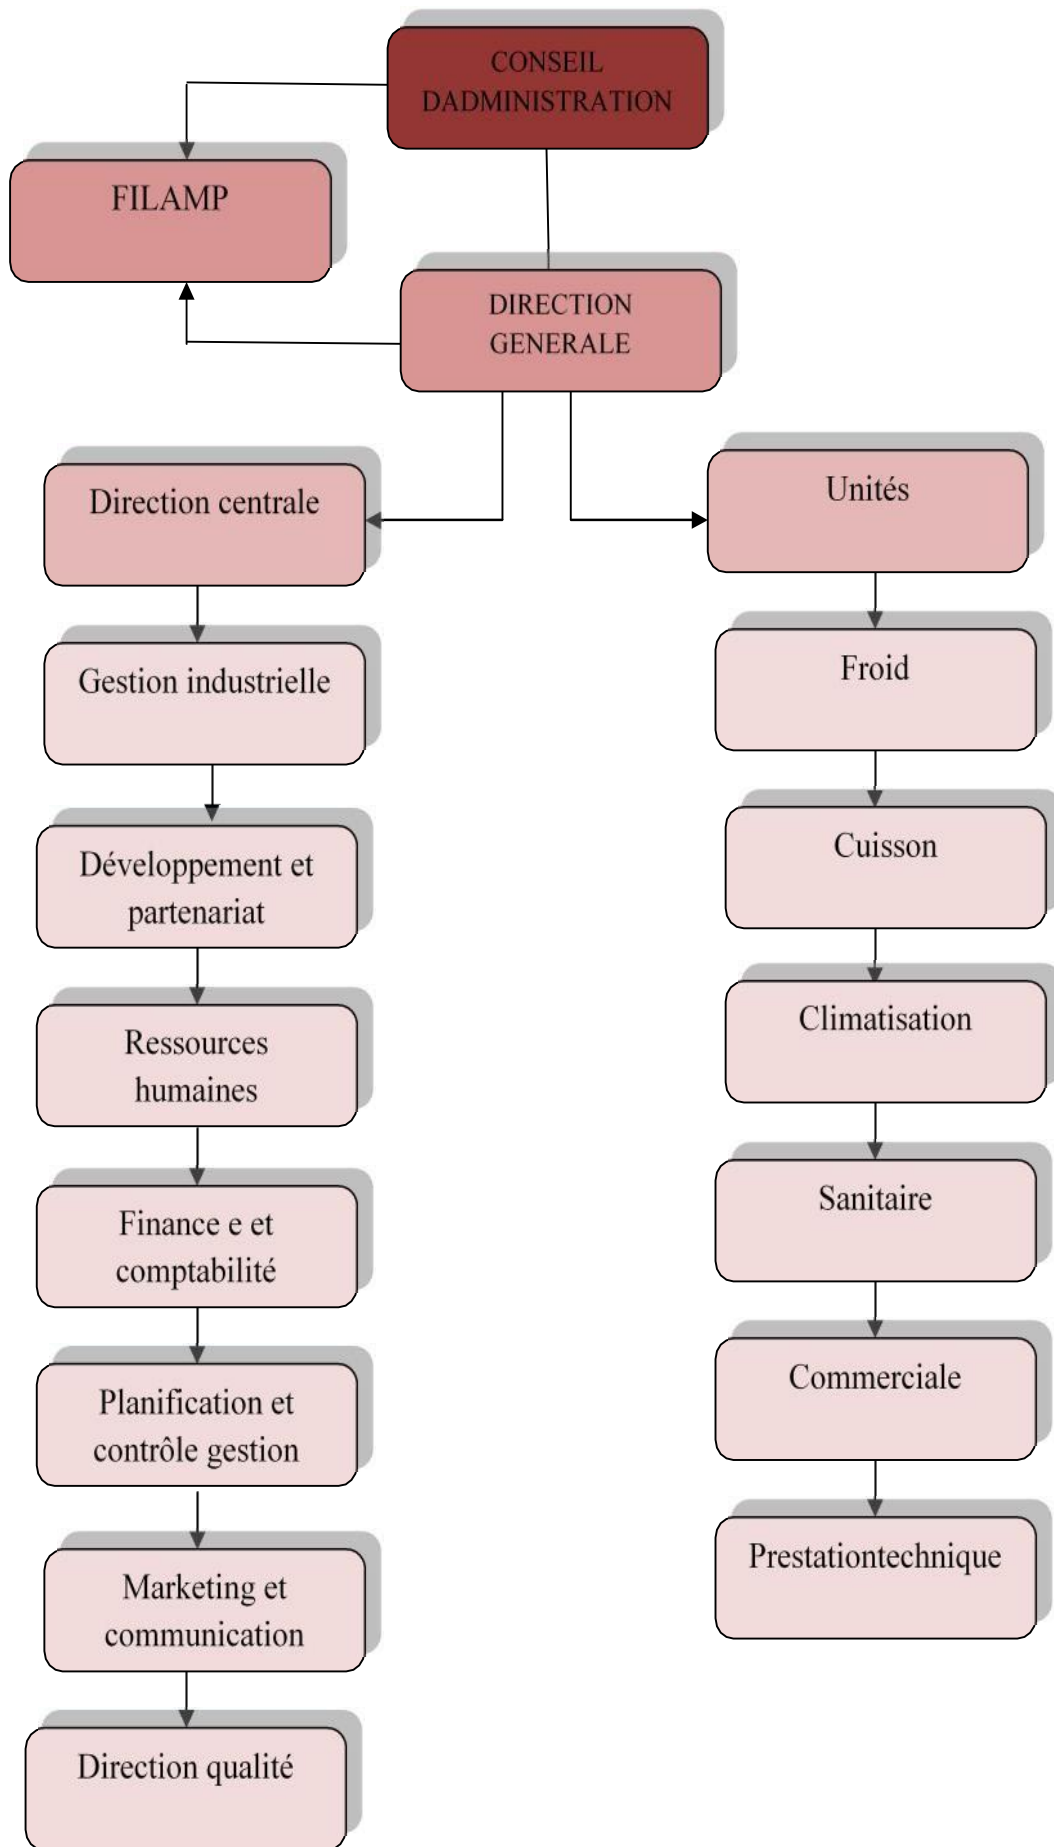 CONSEIL
DADMINISTRATION
FILAMP
DIRECTION
GENERALE
Direction centrale
Gestion industrielle
Développement et
partenariat
Ressources
humaines
Finance e et
comptabilité
Planification et
contrôle gestion
Marketing et
communication
Direction qualité
Unités
Froid
Cuisson
Climatisation
Sanitaire
Commerciale
Prestationtechnique